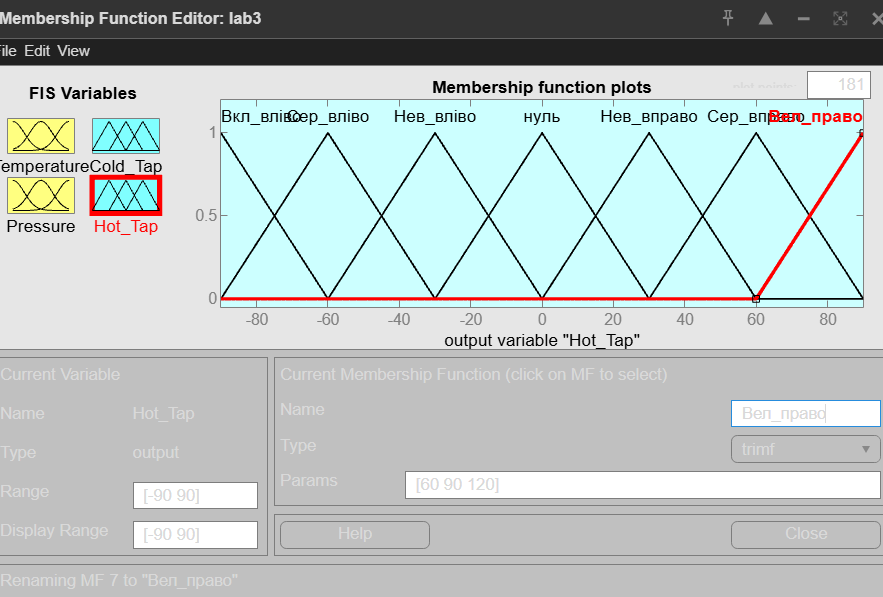 Membership Function Editor: lab3
ile Edit View
FIS Variables
Membership function plots
plot points:
181
Вкл_вліво Сер_вліво Нев_вліво нуль Нев_вправо Сер_вправо Вел_право
Temperature Cold_Tap
Pressure Hot_Tap
1
0.5
0
-80 -60 -40 -20 0 20 40 60 80
output variable "Hot_Tap"
Current Variable
Name Hot_Tap
Type output
Range [-90 90]
Display Range [-90 90]
Current Membership Function (click on MF to select)
Name Вел_право
Type trimf
Params [60 90 120]
Help Close
Renaming MF 7 to "Вел_право"